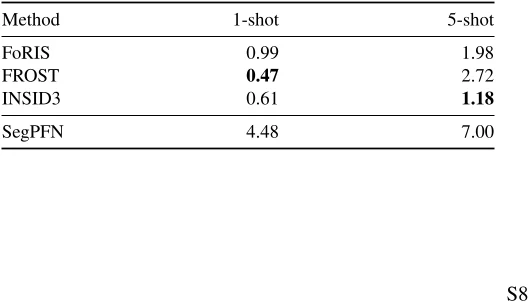 Method 1-shot 5-shot
FoRIS 0.99 1.98
FROST 0.47 2.72
INSID3 0.61 1.18
SegPFN 4.48 7.00
S8